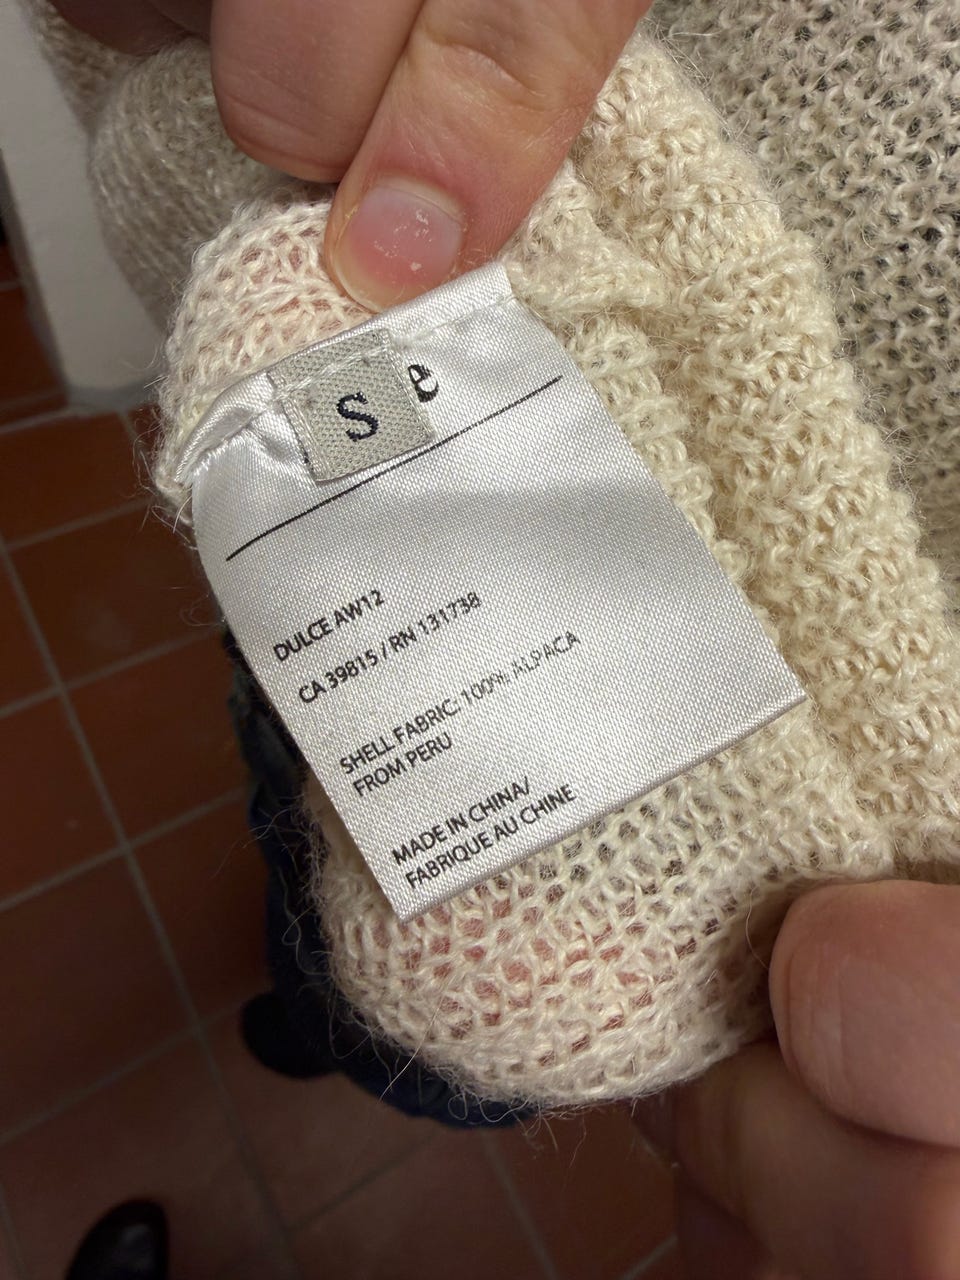 S
e
DULCE AW12
CA 39815 / RN 131738
SHELL FABRIC: 100% ALPACA
FROM PERU
MADE IN CHINA/
FABRIQUE AU CHINE